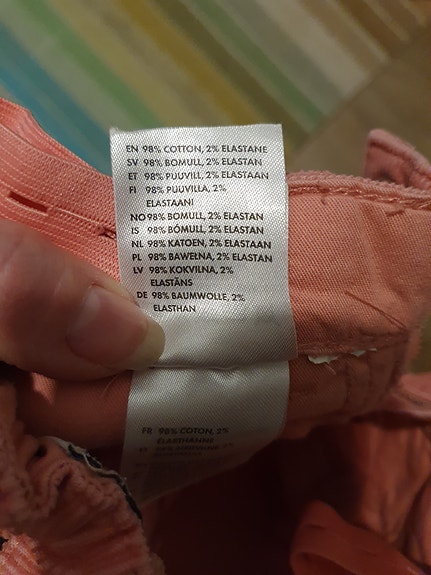 EN 98% COTTON, 2% ELASTANE
SV 98% BOMULL, 2% ELASTAN
ET 98% PUUVILL, 2% ELASTAAN
FI 98% PUUVILLA, 2%
ELASTAANI
NO 98% BOMULL, 2% ELASTAN
IS 98% BÓMULL, 2% ELASTAN
NL 98% KATOEN, 2% ELASTAAN
PL 98% BAWEŁNA, 2% ELASTAN
LV 98% KOKVILNA, 2%
ELASTĀNS
DE 98% BAUMWOLLE, 2%
ELASTHAN
FR 98% COTON, 2%
ÉLASTHANNE